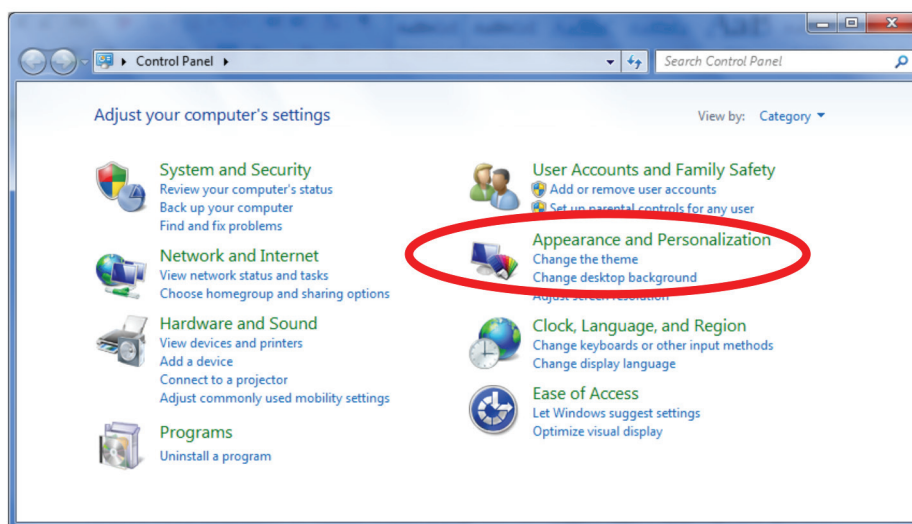 Control Panel
Search Control Panel
Adjust your computer's settings
View by: Category
System and Security
Review your computer's status
Back up your computer
Find and fix problems
Network and Internet
View network status and tasks
Choose homegroup and sharing options
Hardware and Sound
View devices and printers
Add a device
Connect to a projector
Adjust commonly used mobility settings
Programs
Uninstall a program
User Accounts and Family Safety
Add or remove user accounts
Set up parental controls for any user
Appearance and Personalization
Change the theme
Change desktop background
Adjust screen resolution
Clock, Language, and Region
Change keyboards or other input methods
Change display language
Ease of Access
Let Windows suggest settings
Optimize visual display